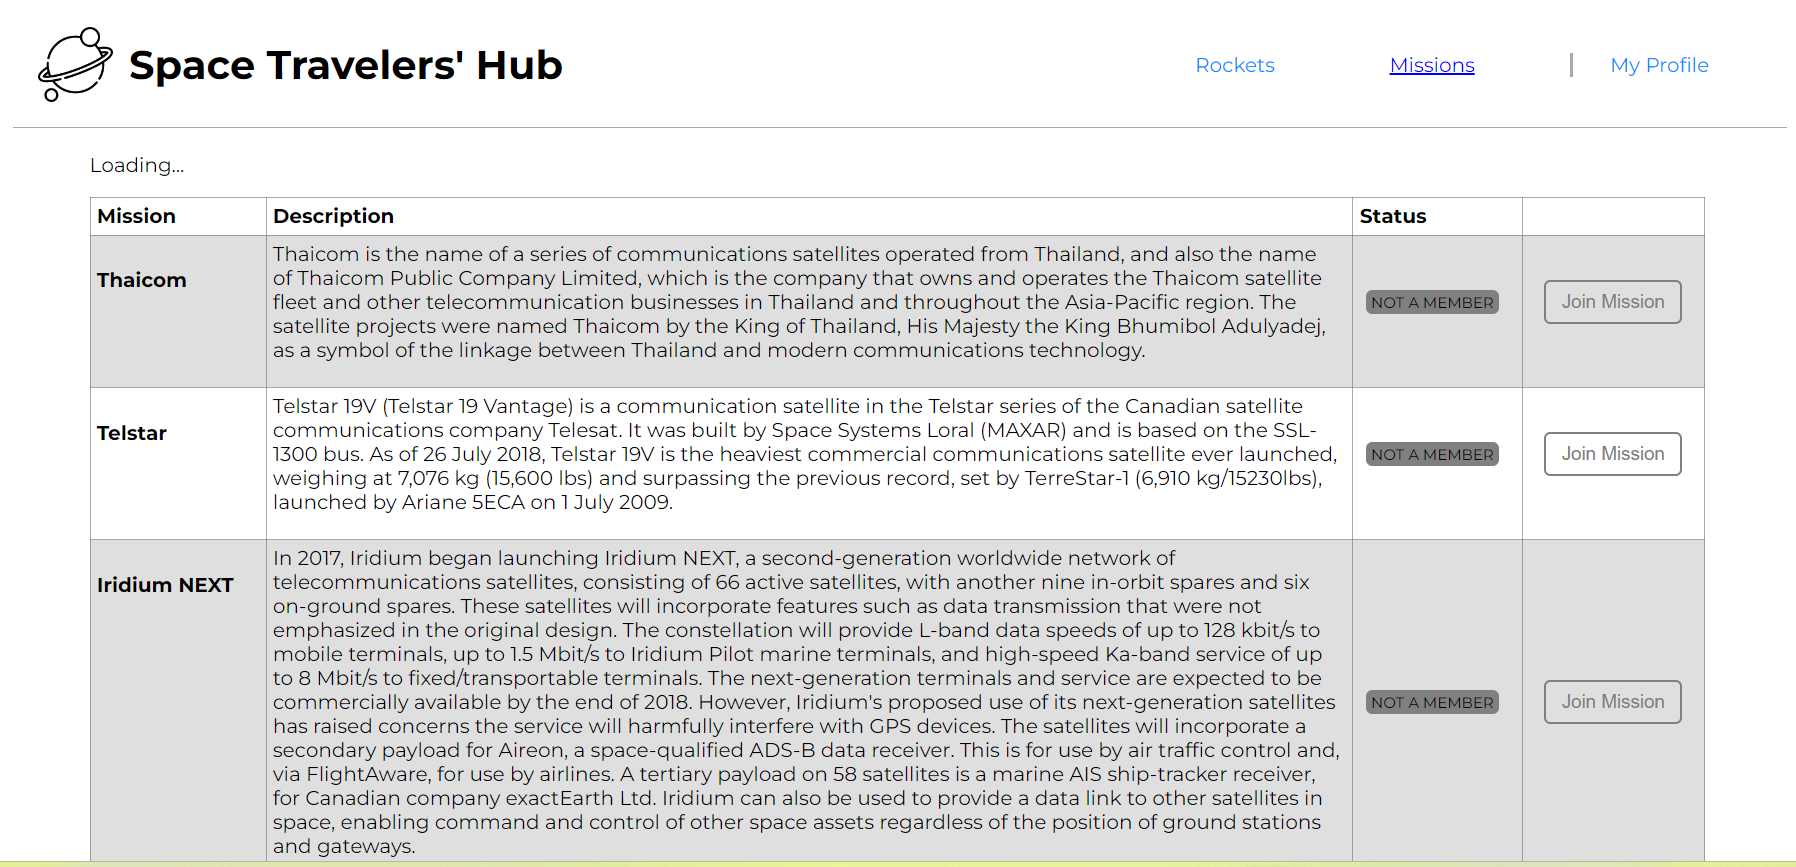 Space Travelers' Hub
Rockets
Missions
My Profile
Loading...
Mission
Description
Status
Thaicom
Thaicom is the name of a series of communications satellites operated from Thailand, and also the name
of Thaicom Public Company Limited, which is the company that owns and operates the Thaicom satellite
fleet and other telecommunication businesses in Thailand and throughout the Asia-Pacific region. The
satellite projects were named Thaicom by the King of Thailand, His Majesty the King Bhumibol Adulyadej,
as a symbol of the linkage between Thailand and modern communications technology.
NOT A MEMBER
Join Mission
Telstar
Telstar 19V (Telstar 19 Vantage) is a communication satellite in the Telstar series of the Canadian satellite
communications company Telesat. It was built by Space Systems Loral (MAXAR) and is based on the SSL-
1300 bus. As of 26 July 2018, Telstar 19V is the heaviest commercial communications satellite ever launched,
weighing at 7,076 kg (15,600 lbs) and surpassing the previous record, set by TerreStar-1 (6,910 kg/15230lbs),
launched by Ariane 5ECA on 1 July 2009.
NOT A MEMBER
Join Mission
Iridium NEXT
In 2017, Iridium began launching Iridium NEXT, a second-generation worldwide network of
telecommunications satellites, consisting of 66 active satellites, with another nine in-orbit spares and six
on-ground spares. These satellites will incorporate features such as data transmission that were not
emphasized in the original design. The constellation will provide L-band data speeds of up to 128 kbit/s to
mobile terminals, up to 1.5 Mbit/s to Iridium Pilot marine terminals, and high-speed Ka-band service of up
to 8 Mbit/s to fixed/transportable terminals. The next-generation terminals and service are expected to be
commercially available by the end of 2018. However, Iridium's proposed use of its next-generation satellites
has raised concerns the service will harmfully interfere with GPS devices. The satellites will incorporate a
secondary payload for Aireon, a space-qualified ADS-B data receiver. This is for use by air traffic control and,
via FlightAware, for use by airlines. A tertiary payload on 58 satellites is a marine AIS ship-tracker receiver,
for Canadian company exactEarth Ltd. Iridium can also be used to provide a data link to other satellites in
space, enabling command and control of other space assets regardless of the position of ground stations
and gateways.
NOT A MEMBER
Join Mission